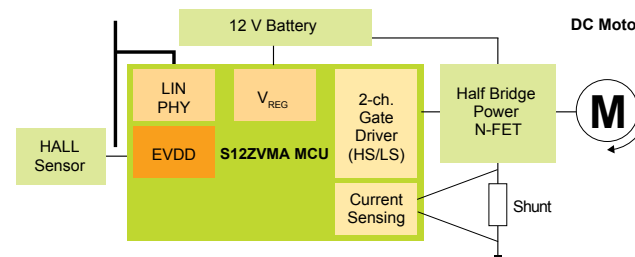 12 V Battery
DC Moto
LIN
PHY
VREG
2-ch.
Gate
Driver
(HS/LS)
Half Bridge
Power
N-FET
M
HALL
Sensor
EVDD
S12ZVMA MCU
Current
Sensing
Shunt